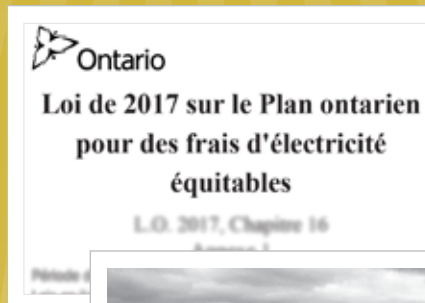 Ontario
Loi de 2017 sur le Plan ontarien
pour des frais d'électricité
équitables
L.O. 2017, Chapitre 16